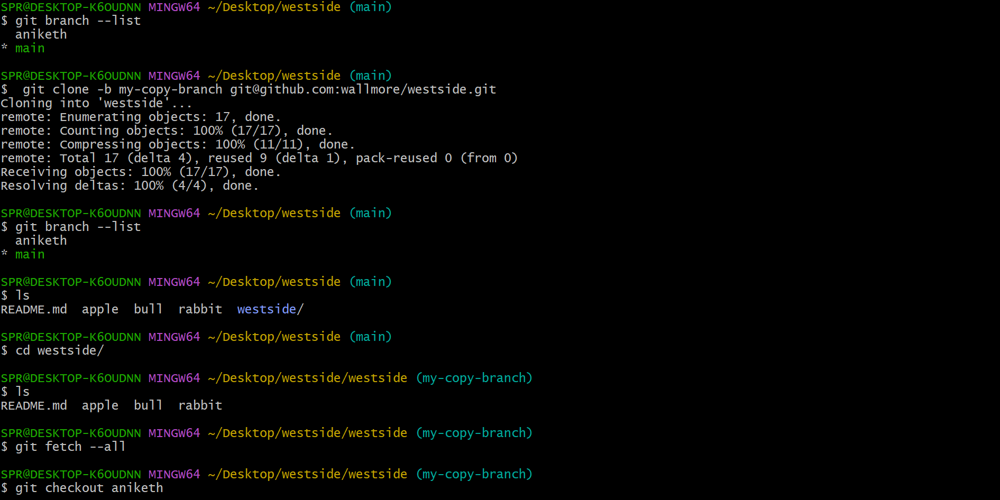 SPR@DESKTOP-K6OUDNN MINGW64 ~/Desktop/westside (main)
$ git branch --list
  aniketh
* main
SPR@DESKTOP-K6OUDNN MINGW64 ~/Desktop/westside (main)
$  git clone -b my-copy-branch git@github.com:wallmore/westside.git
Cloning into 'westside'...
remote: Enumerating objects: 17, done.
remote: Counting objects: 100% (17/17), done.
remote: Compressing objects: 100% (11/11), done.
remote: Total 17 (delta 4), reused 9 (delta 1), pack-reused 0 (from 0)
Receiving objects: 100% (17/17), done.
Resolving deltas: 100% (4/4), done.
SPR@DESKTOP-K6OUDNN MINGW64 ~/Desktop/westside (main)
$ git branch --list
  aniketh
* main
SPR@DESKTOP-K6OUDNN MINGW64 ~/Desktop/westside (main)
$ ls
README.md  apple  bull  rabbit  westside/
SPR@DESKTOP-K6OUDNN MINGW64 ~/Desktop/westside (main)
$ cd westside/
SPR@DESKTOP-K6OUDNN MINGW64 ~/Desktop/westside/westside (my-copy-branch)
$ ls
README.md  apple  bull  rabbit
SPR@DESKTOP-K6OUDNN MINGW64 ~/Desktop/westside/westside (my-copy-branch)
$ git fetch --all
SPR@DESKTOP-K6OUDNN MINGW64 ~/Desktop/westside/westside (my-copy-branch)
$ git checkout aniketh